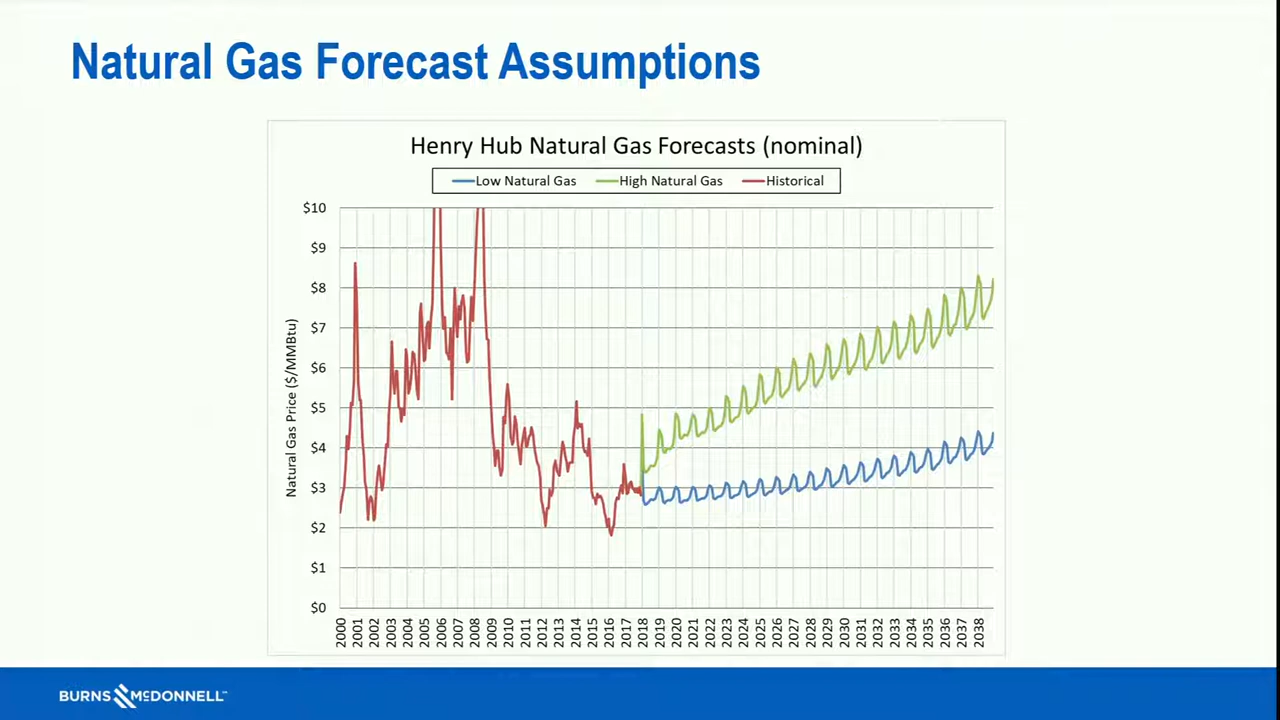 Natural Gas Forecast Assumptions
Henry Hub Natural Gas Forecasts (nominal)
Low Natural Gas High Natural Gas Historical
Natural Gas Price ($/MMBtu)
$10
$9
$8
$7
$6
$5
$4
$3
$2
$1
$0
2000 2001 2002 2003 2004 2005 2006 2007 2008 2009 2010 2011 2012 2013 2014 2015 2016 2017 2018 2019 2020 2021 2022 2023 2024 2025 2026 2027 2028 2029 2030 2031 2032 2033 2034 2035 2036 2037 2038
BURNS McDONNELL